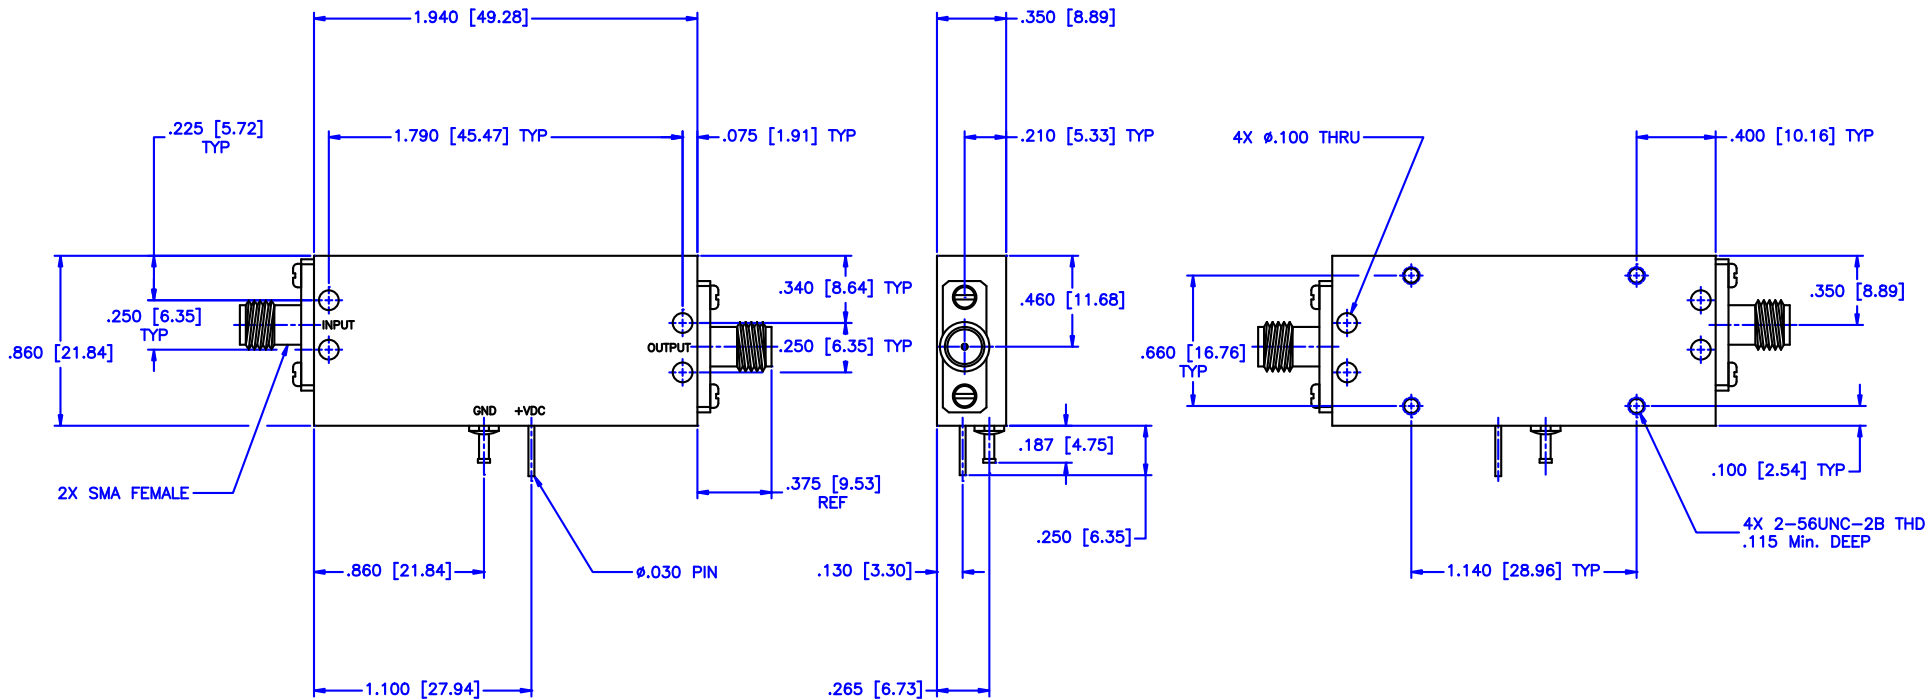 1.940 [49.28]
.350 [8.89]
.225 [5.72]
TYP
1.790 [45.47] TYP
.075 [1.91] TYP
.210 [5.33] TYP
4X ø.100 THRU
.400 [10.16] TYP
.340 [8.64] TYP
.460 [11.68]
.350 [8.89]
.250 [6.35]
TYP
INPUT
OUTPUT
.250 [6.35] TYP
.860 [21.84]
.660 [16.76]
TYP
GND
+VDC
.187 [4.75]
.100 [2.54] TYP
2X SMA FEMALE
.375 [9.53]
REF
.250 [6.35]
4X 2-56UNC-2B THD
.115 Min. DEEP
.860 [21.84]
ø.030 PIN
.130 [3.30]
1.140 [28.96] TYP
1.100 [27.94]
.265 [6.73]